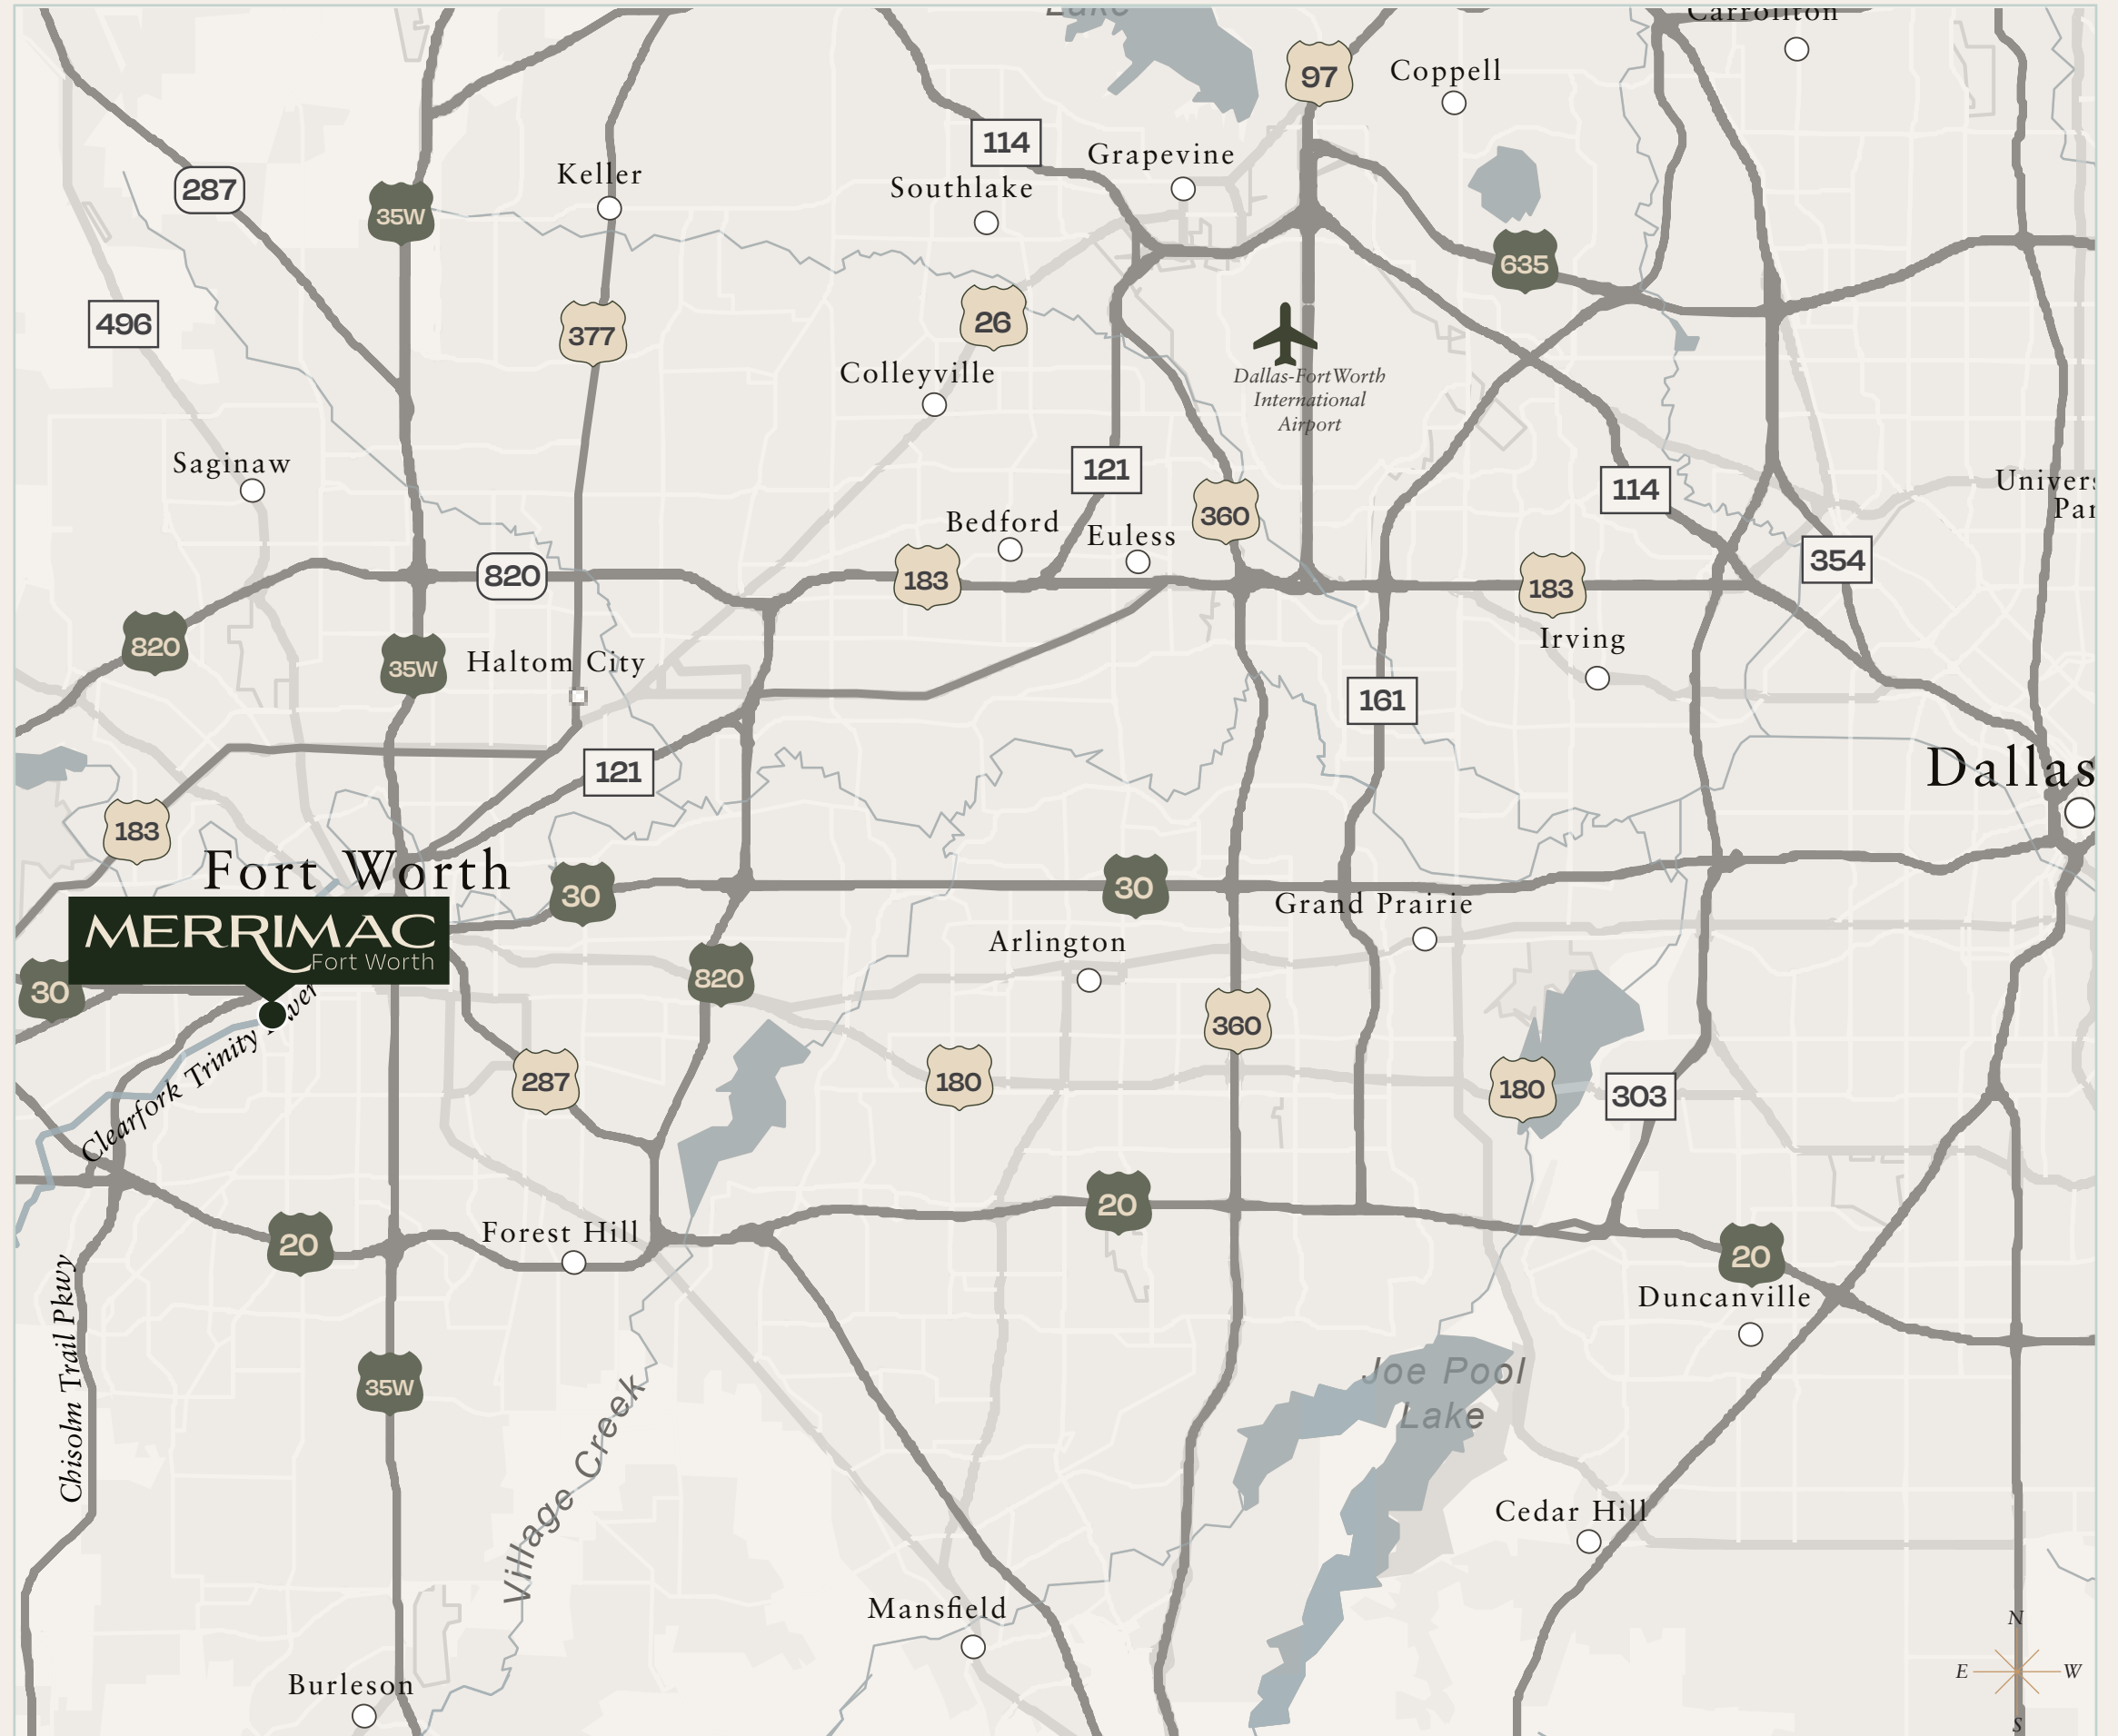 Lake
Carrollton
97
Coppell
114
Grapevine
Keller
Southlake
287
35W
635
26
496
377
Colleyville
Dallas-Fort Worth
International
Airport
Saginaw
121
114
Univers
Par
360
Bedford
Euless
354
820
183
183
820
35W
Haltom City
Irving
161
121
Dallas
183
Fort Worth
30
30
Grand Prairie
MERRIMAC
Fort Worth
Arlington
820
30
360
Clearfork Trinity
287
180
180
303
20
Forest Hill
20
20
Duncanville
Chisolm Trail Pkwy
35W
Joe Pool
Lake
Village Creek
Cedar Hill
Mansfield
N
E
W
S
Burleson